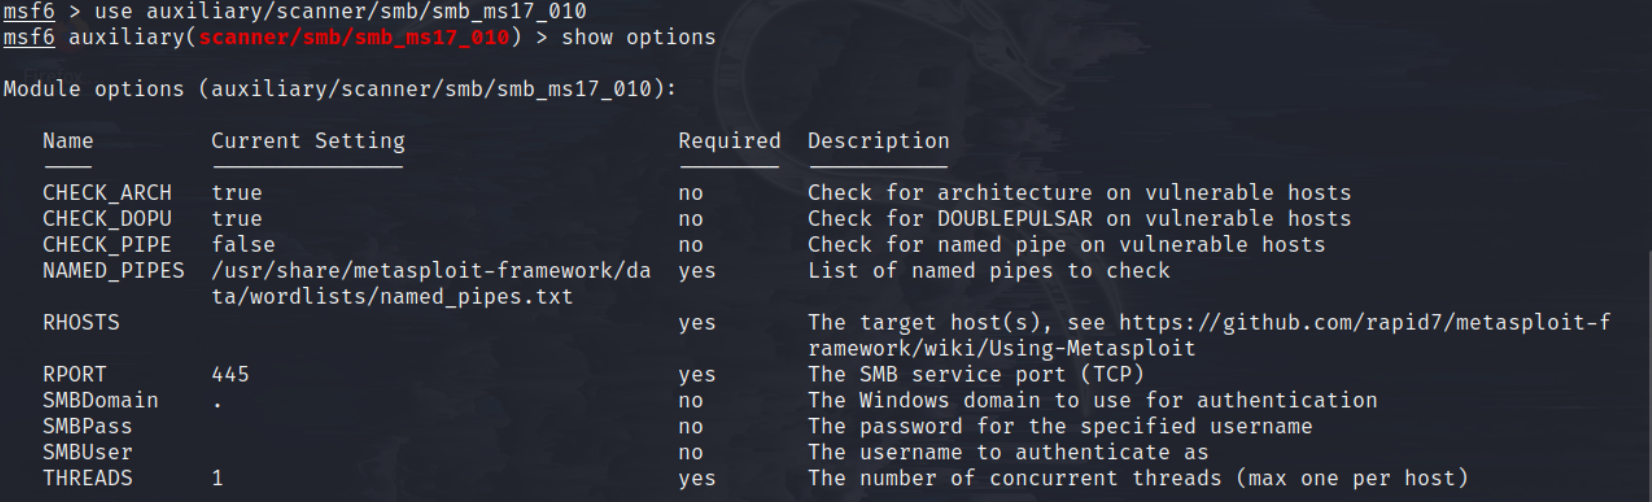 msf6 > use auxiliary/scanner/smb/smb_ms17_010
msf6 auxiliary(scanner/smb/smb_ms17_010) > show options
Module options (auxiliary/scanner/smb/smb_ms17_010):
Name Current Setting Required Description
CHECK_ARCH true no Check for architecture on vulnerable hosts
CHECK_DOPU true no Check for DOUBLEPULSAR on vulnerable hosts
CHECK_PIPE false no Check for named pipe on vulnerable hosts
NAMED_PIPES /usr/share/metasploit-framework/da yes List of named pipes to check
ta/wordlists/named_pipes.txt
RHOSTS yes The target host(s), see https://github.com/rapid7/metasploit-f
ramework/wiki/Using-Metasploit
RPORT 445 yes The SMB service port (TCP)
SMBDomain . no The Windows domain to use for authentication
SMBPass no The password for the specified username
SMBUser no The username to authenticate as
THREADS 1 yes The number of concurrent threads (max one per host)